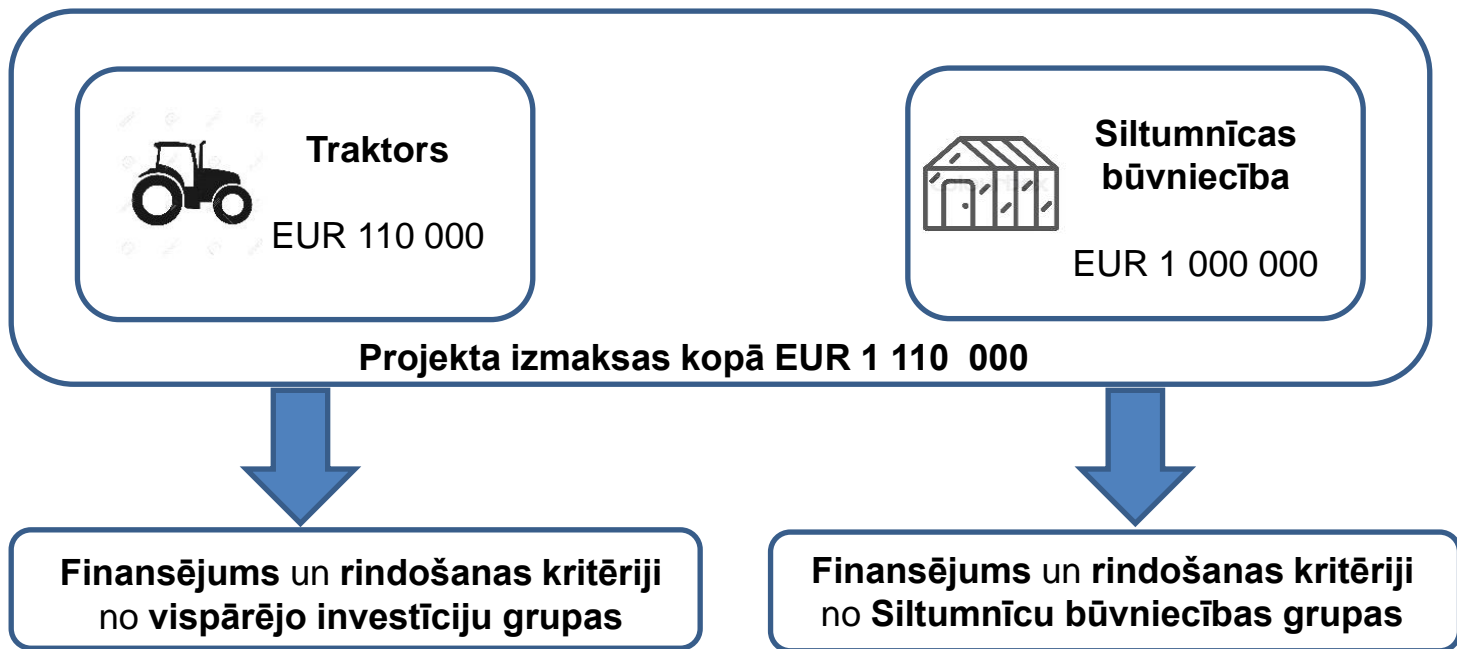 Traktors
EUR 110 000
Siltumnīcas
būvniecība
EUR 1 000 000
Projekta izmaksas kopā EUR 1 110  000
Finansējums un rindošanas kritēriji
no vispārējo investīciju grupas
Finansējums un rindošanas kritēriji
no Siltumnīcu būvniecības grupas